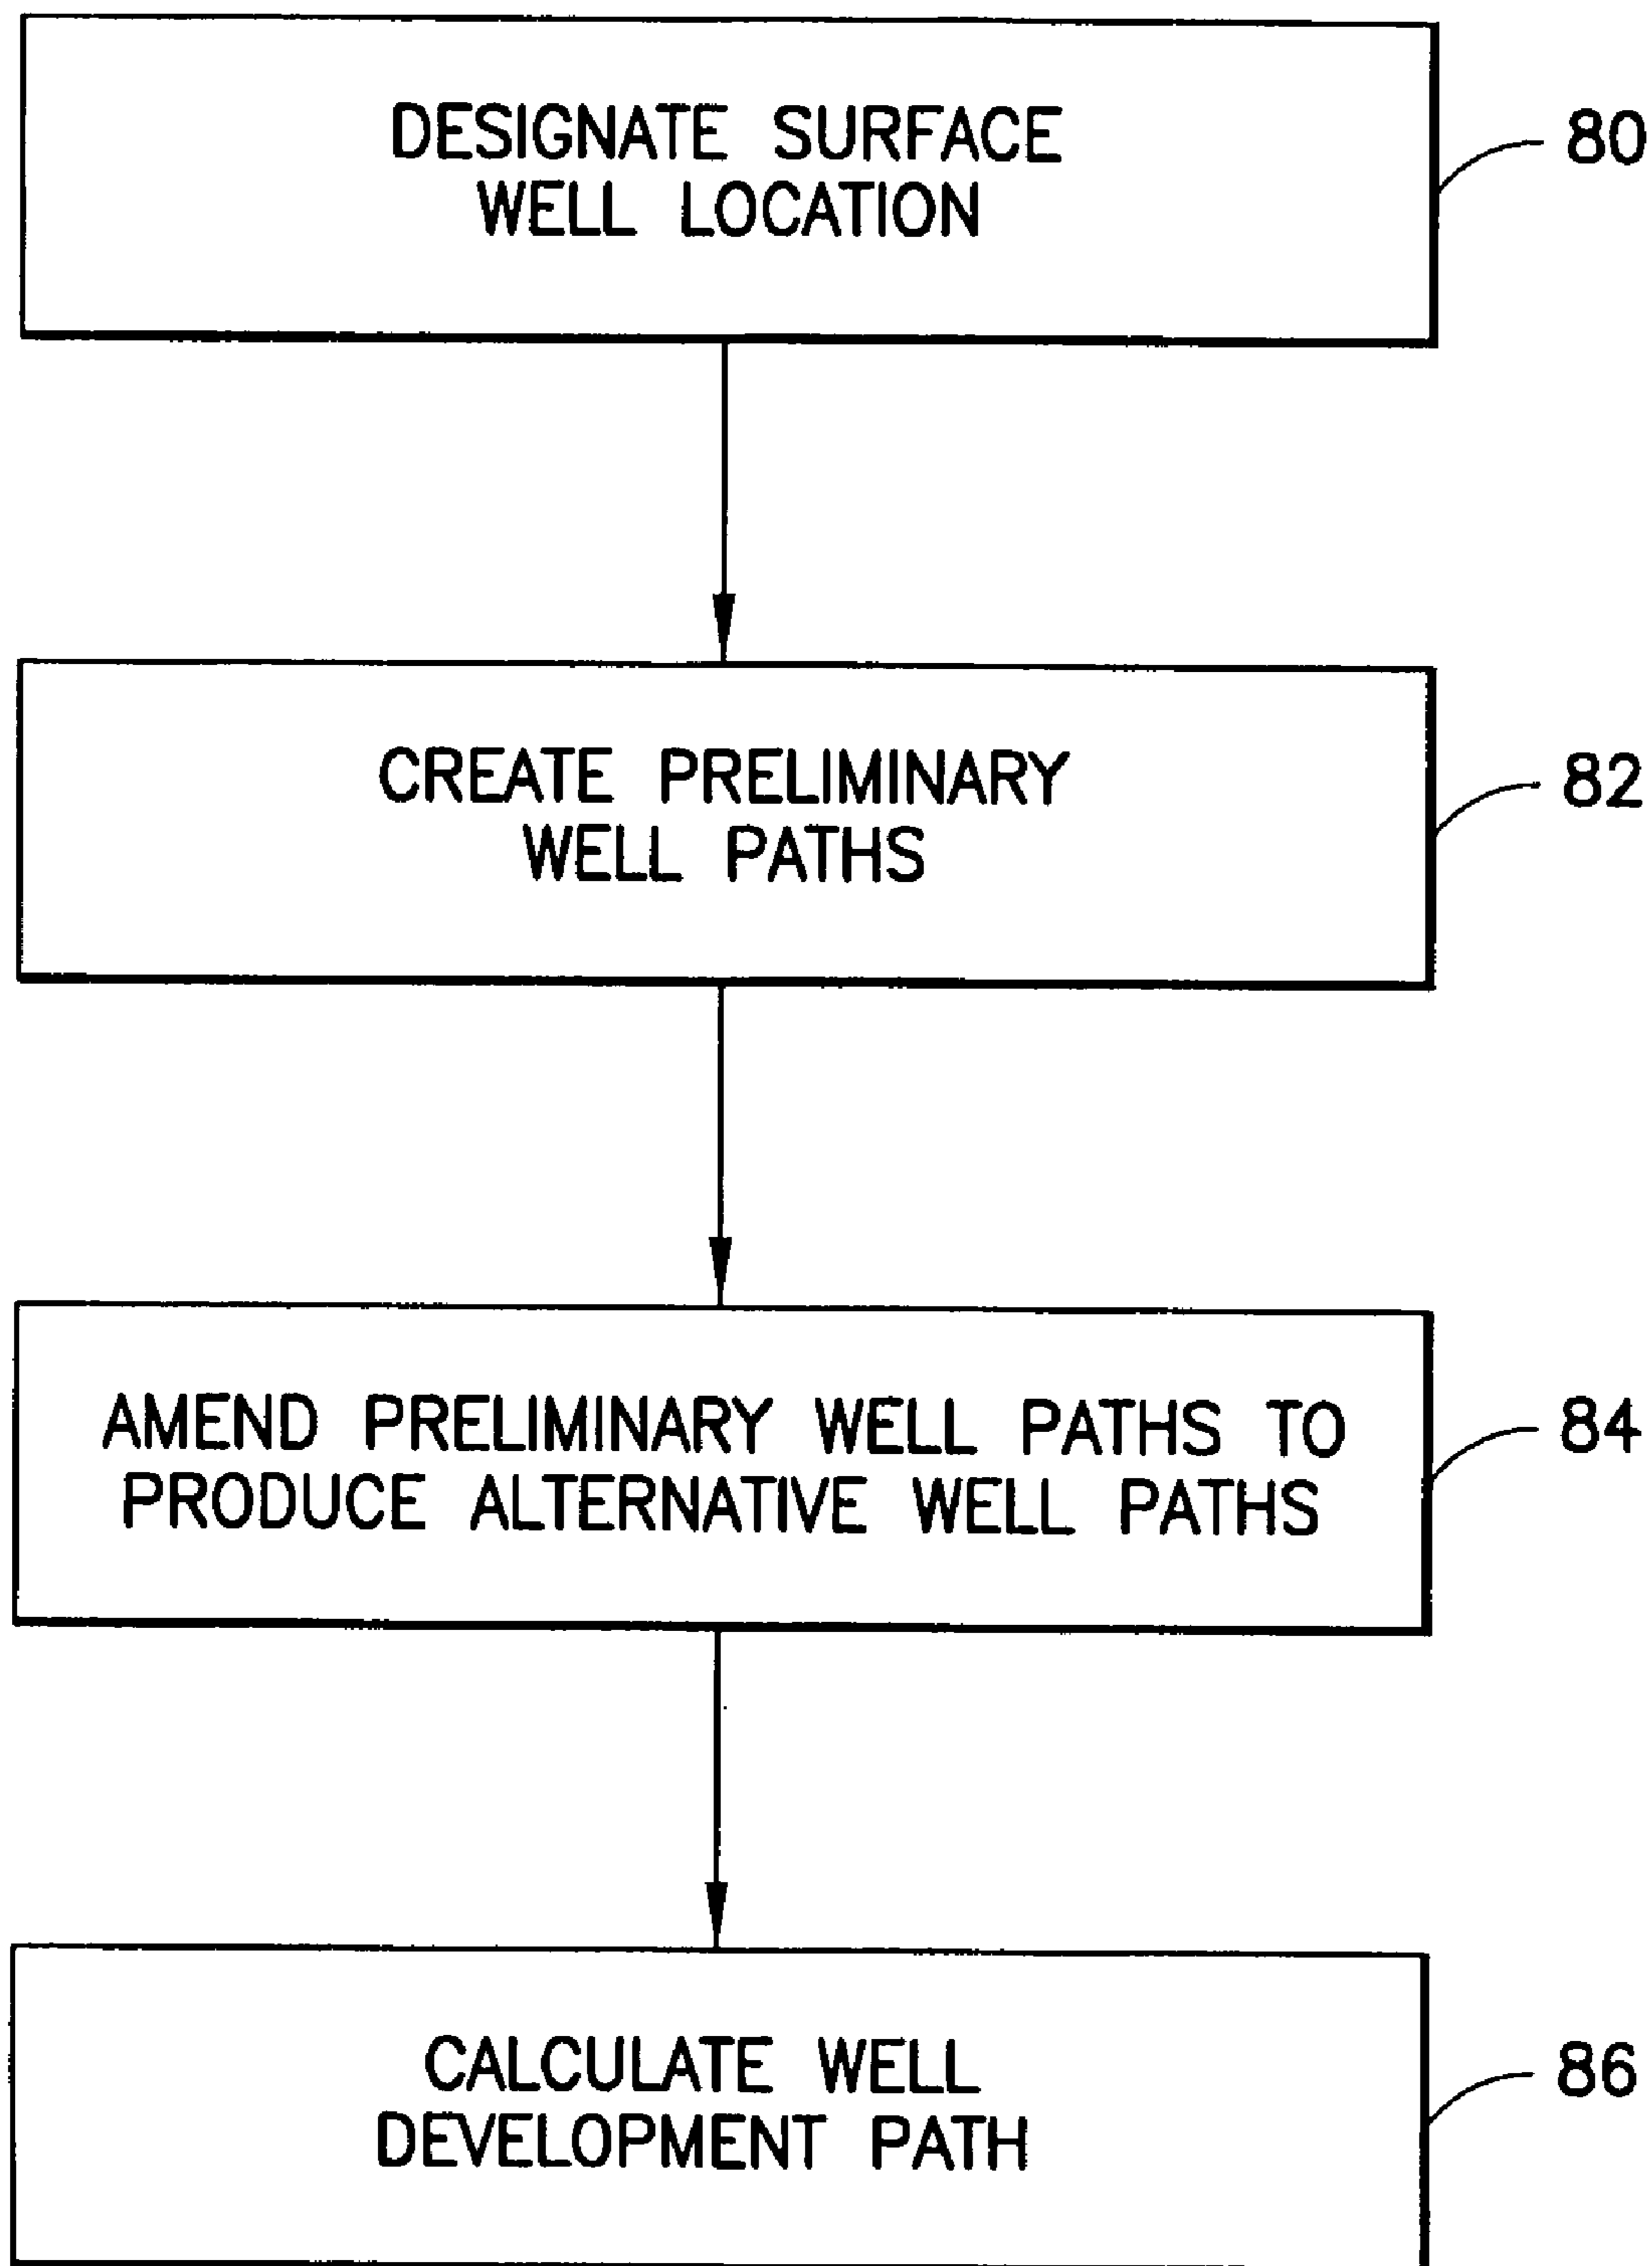 DESIGNATE SURFACE
WELL LOCATION
80
CREATE PRELIMINARY
WELL PATHS
82
AMEND PRELIMINARY WELL PATHS TO
PRODUCE ALTERNATIVE WELL PATHS
84
CALCULATE WELL
DEVELOPMENT PATH
86